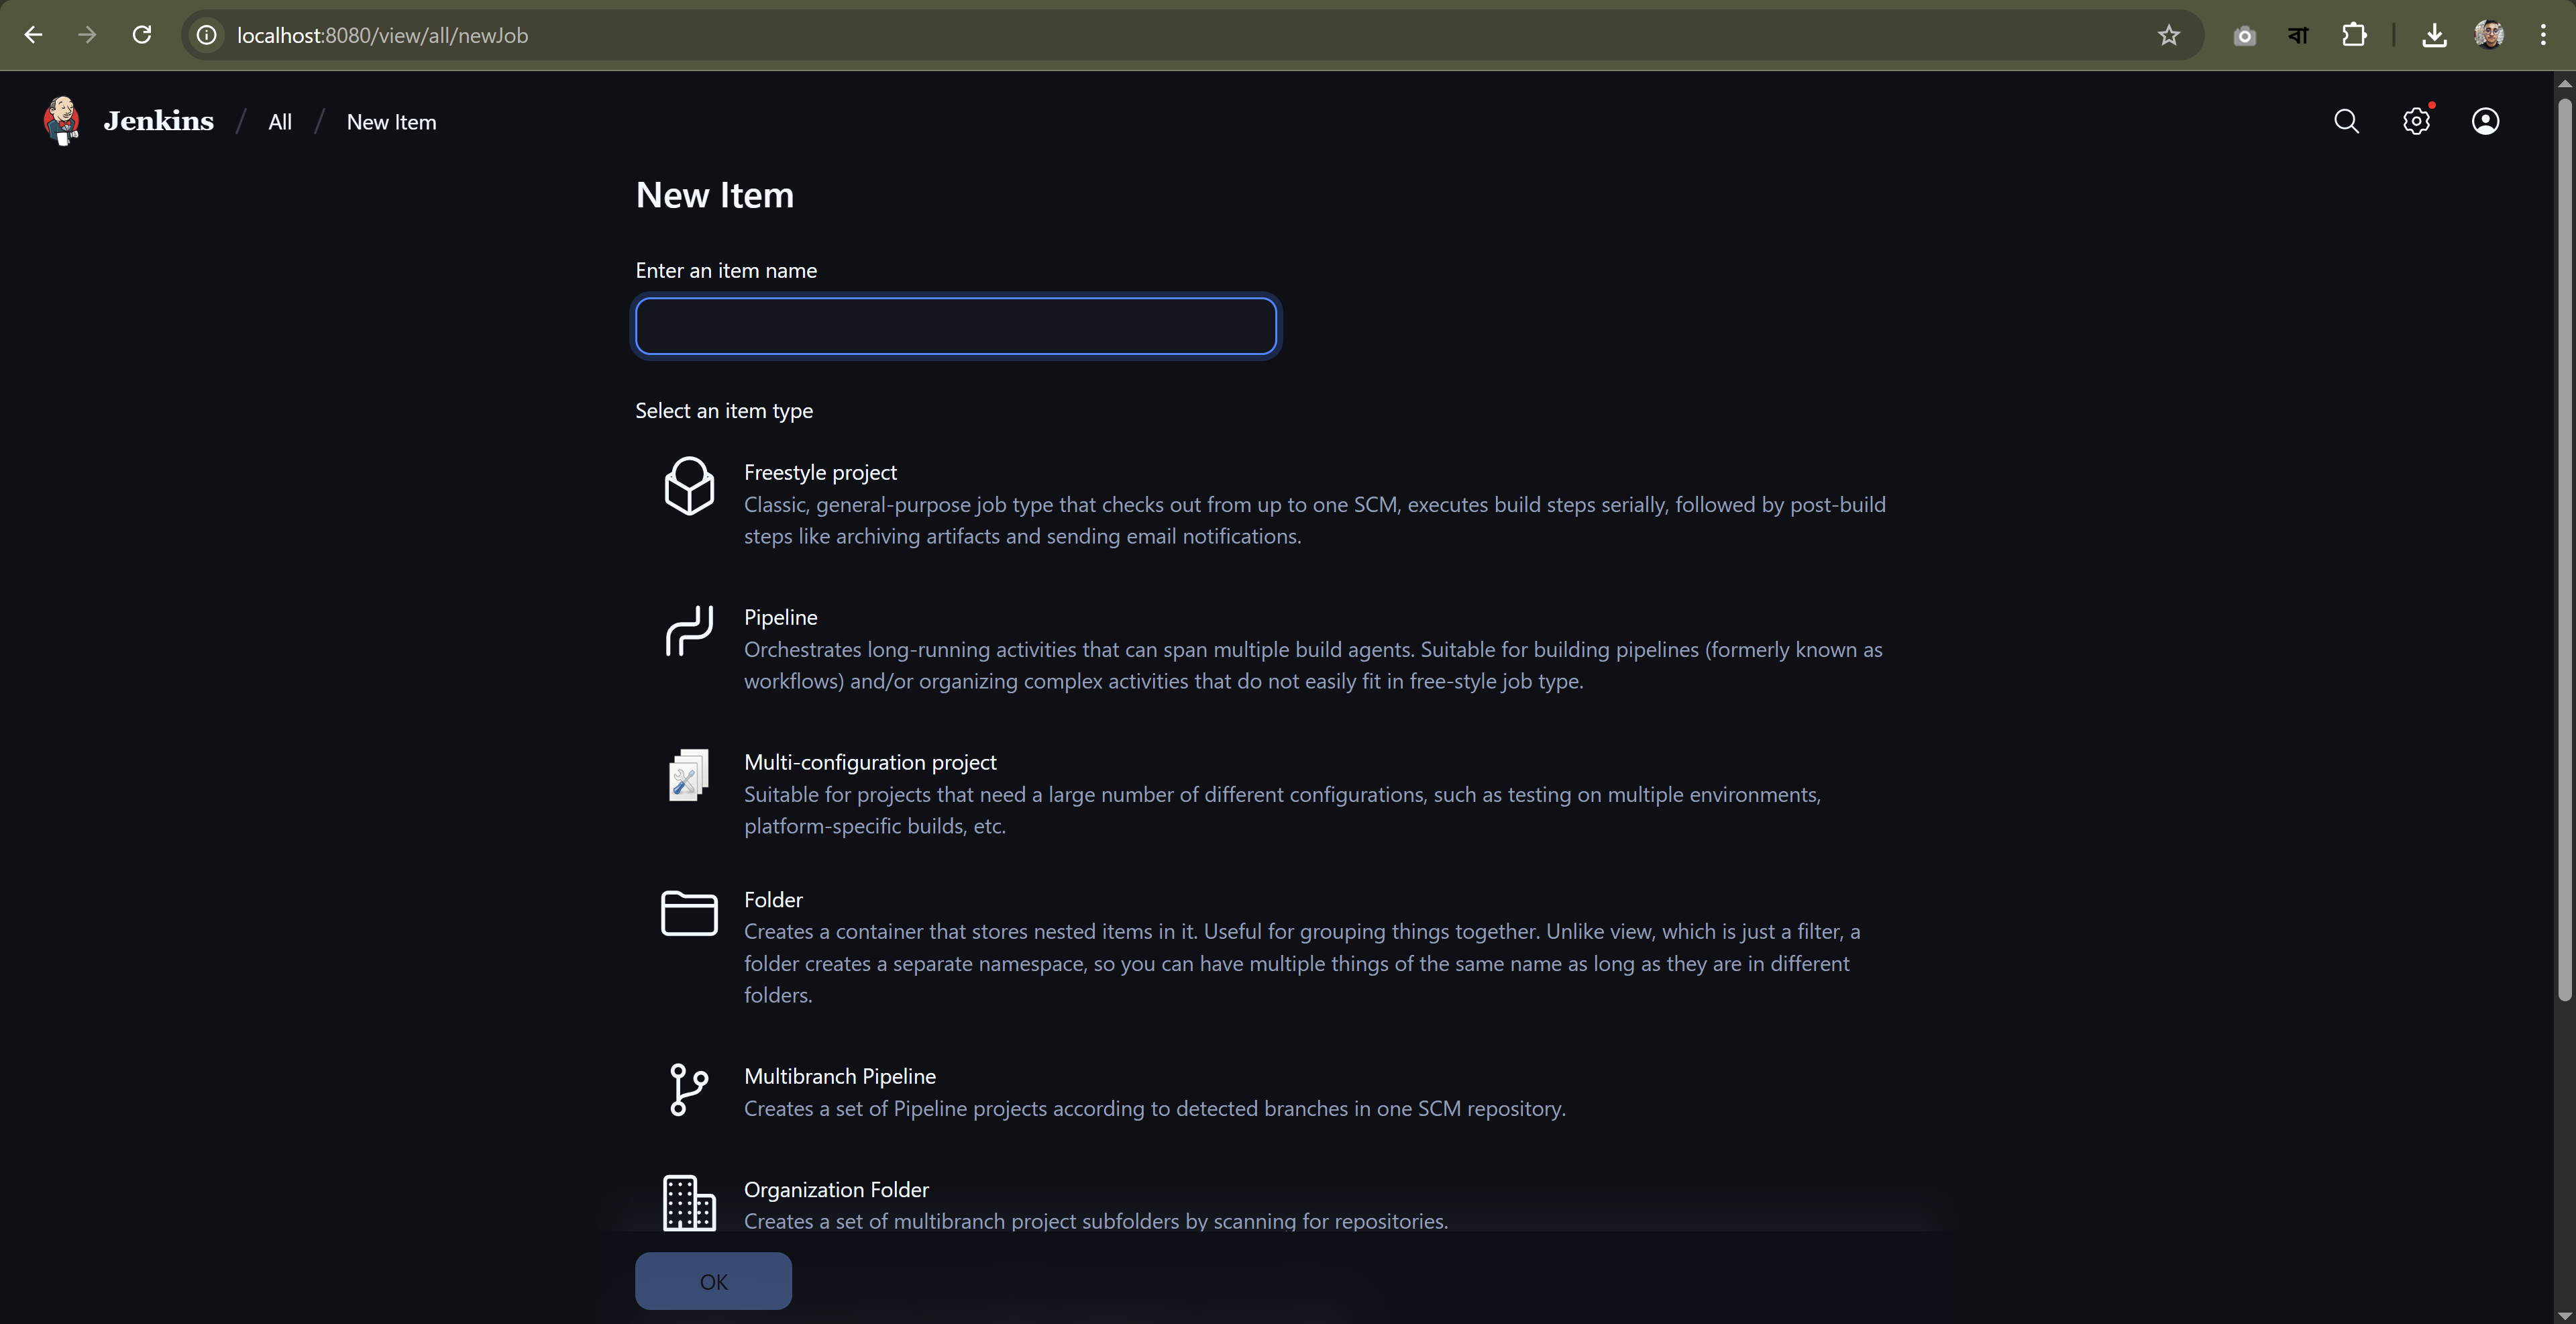 localhost:8080/view/all/newJob
বা
Jenkins / All / New Item
New Item
Enter an item name
Select an item type
Freestyle project
Classic, general-purpose job type that checks out from up to one SCM, executes build steps serially, followed by post-build
steps like archiving artifacts and sending email notifications.
Pipeline
Orchestrates long-running activities that can span multiple build agents. Suitable for building pipelines (formerly known as
workflows) and/or organizing complex activities that do not easily fit in free-style job type.
Multi-configuration project
Suitable for projects that need a large number of different configurations, such as testing on multiple environments,
platform-specific builds, etc.
Folder
Creates a container that stores nested items in it. Useful for grouping things together. Unlike view, which is just a filter, a
folder creates a separate namespace, so you can have multiple things of the same name as long as they are in different
folders.
Multibranch Pipeline
Creates a set of Pipeline projects according to detected branches in one SCM repository.
Organization Folder
Creates a set of multibranch project subfolders by scanning for repositories.
OK